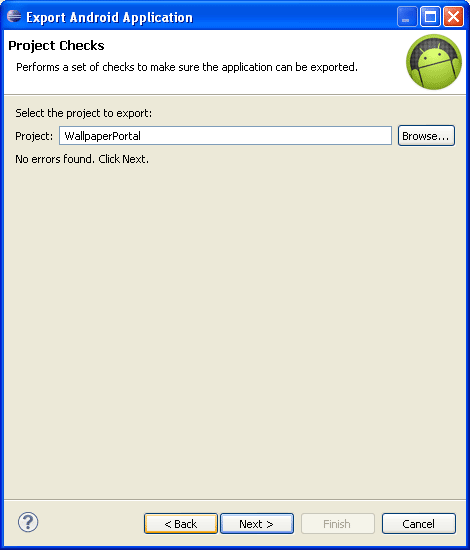 Export Android Application
Project Checks
Performs a set of checks to make sure the application can be exported.
Select the project to export:
Project: WallpaperPortal Browse...
No errors found. Click Next.
? < Back Next > Finish Cancel